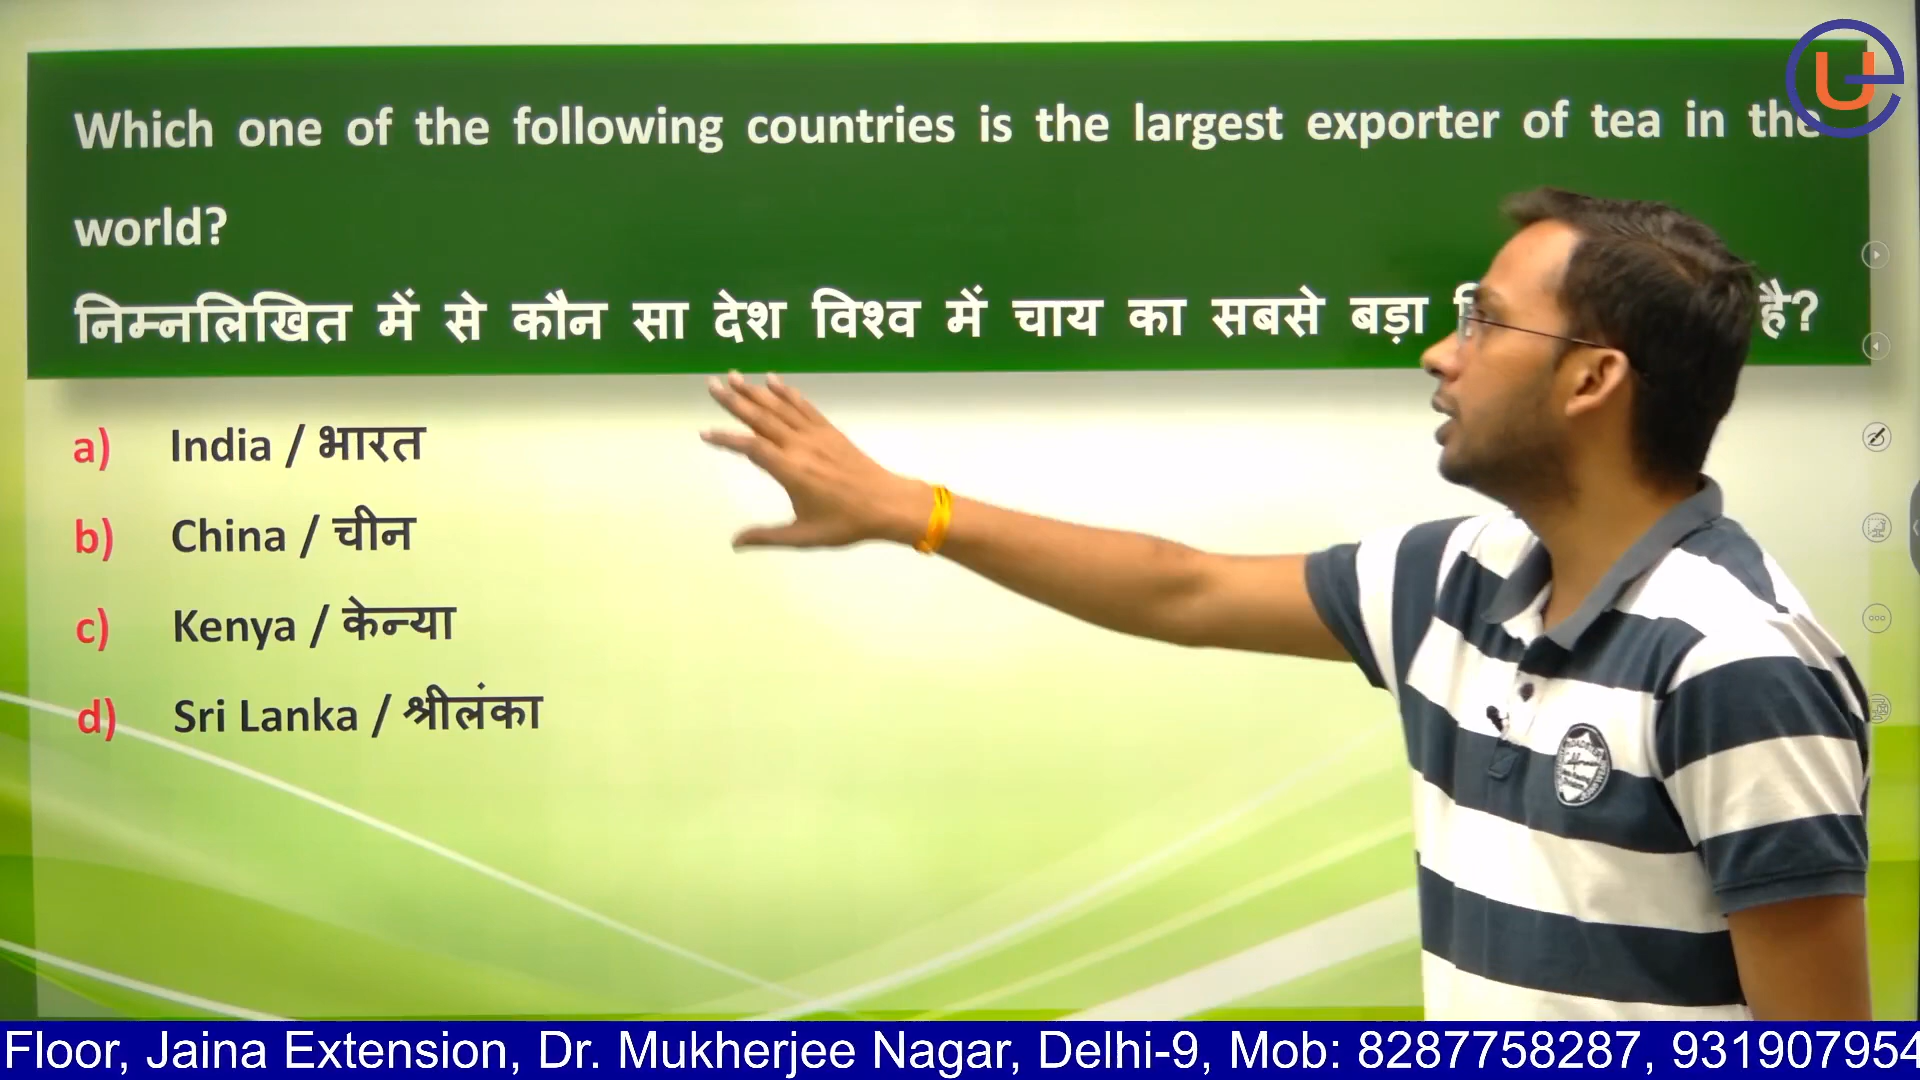 Which one of the following countries is the largest exporter of tea in the
world?
निम्नलिखित में से कौन सा देश विश्व में चाय का सबसे बड़ा है?
a) India / भारत
b) China / चीन
c) Kenya / केन्या
d) Sri Lanka / श्रीलंका
Floor, Jaina Extension, Dr. Mukherjee Nagar, Delhi-9, Mob: 8287758287, 931907954